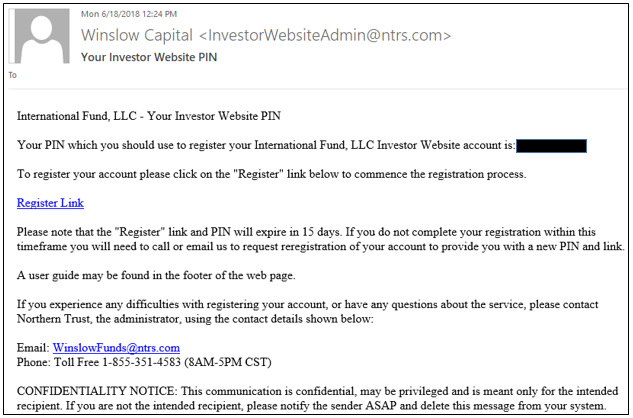 Mon 6/18/2018 12:24 PM
Winslow Capital <InvestorWebsiteAdmin@ntrs.com>
Your Investor Website PIN
To
International Fund, LLC - Your Investor Website PIN
Your PIN which you should use to register your International Fund, LLC Investor Website account is:
To register your account please click on the "Register" link below to commence the registration process.
Register Link
Please note that the "Register" link and PIN will expire in 15 days. If you do not complete your registration within this
timeframe you will need to call or email us to request reregistration of your account to provide you with a new PIN and link.
A user guide may be found in the footer of the web page.
If you experience any difficulties with registering your account, or have any questions about the service, please contact
Northern Trust, the administrator, using the contact details shown below:
Email: WinslowFunds@ntrs.com
Phone: Toll Free 1-855-351-4583 (8AM-5PM CST)
CONFIDENTIALITY NOTICE: This communication is confidential, may be privileged and is meant only for the intended
recipient. If you are not the intended recipient, please notify the sender ASAP and delete this message from your system.